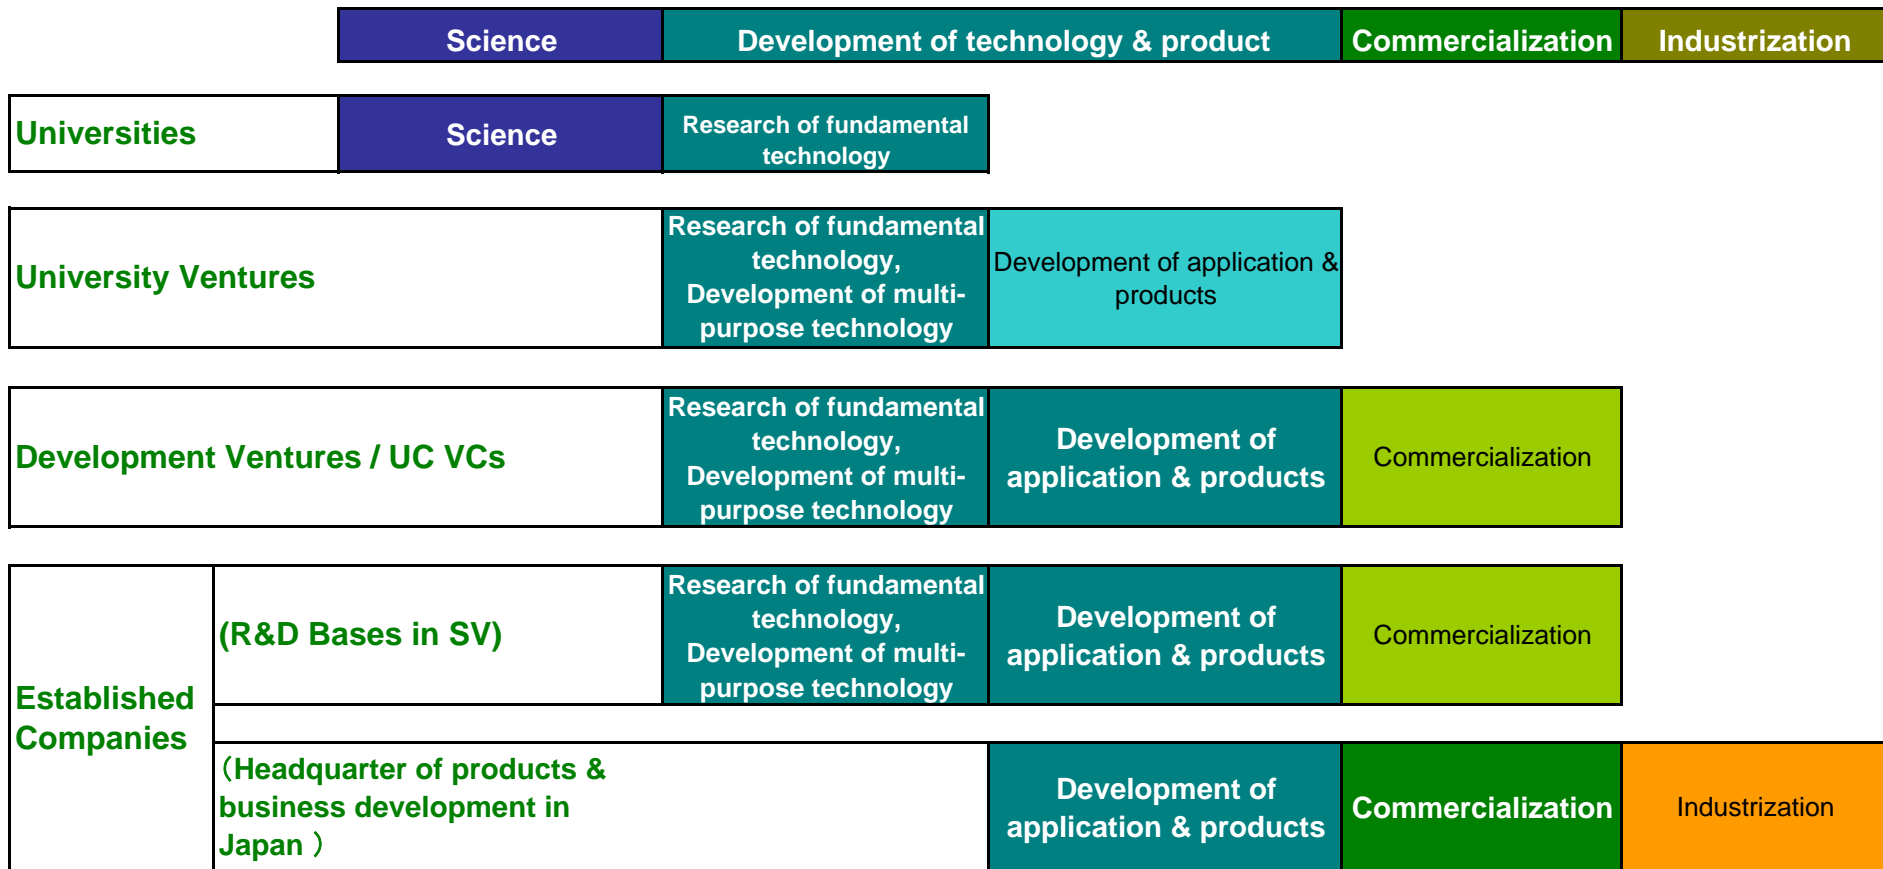 Science
Development of technology & product
Commercialization
Industrization
Universities
Science
Research of fundamental
technology
University Ventures
Research of fundamental
technology,
Development of multi-
purpose technology
Development of application &
products
Development Ventures / UC VCs
Research of fundamental
technology,
Development of multi-
purpose technology
Development of
application & products
Commercialization
Established
Companies
(R&D Bases in SV)
Research of fundamental
technology,
Development of multi-
purpose technology
Development of
application & products
Commercialization
（Headquarter of products &
business development in
Japan ）
Development of
application & products
Commercialization
Industrization